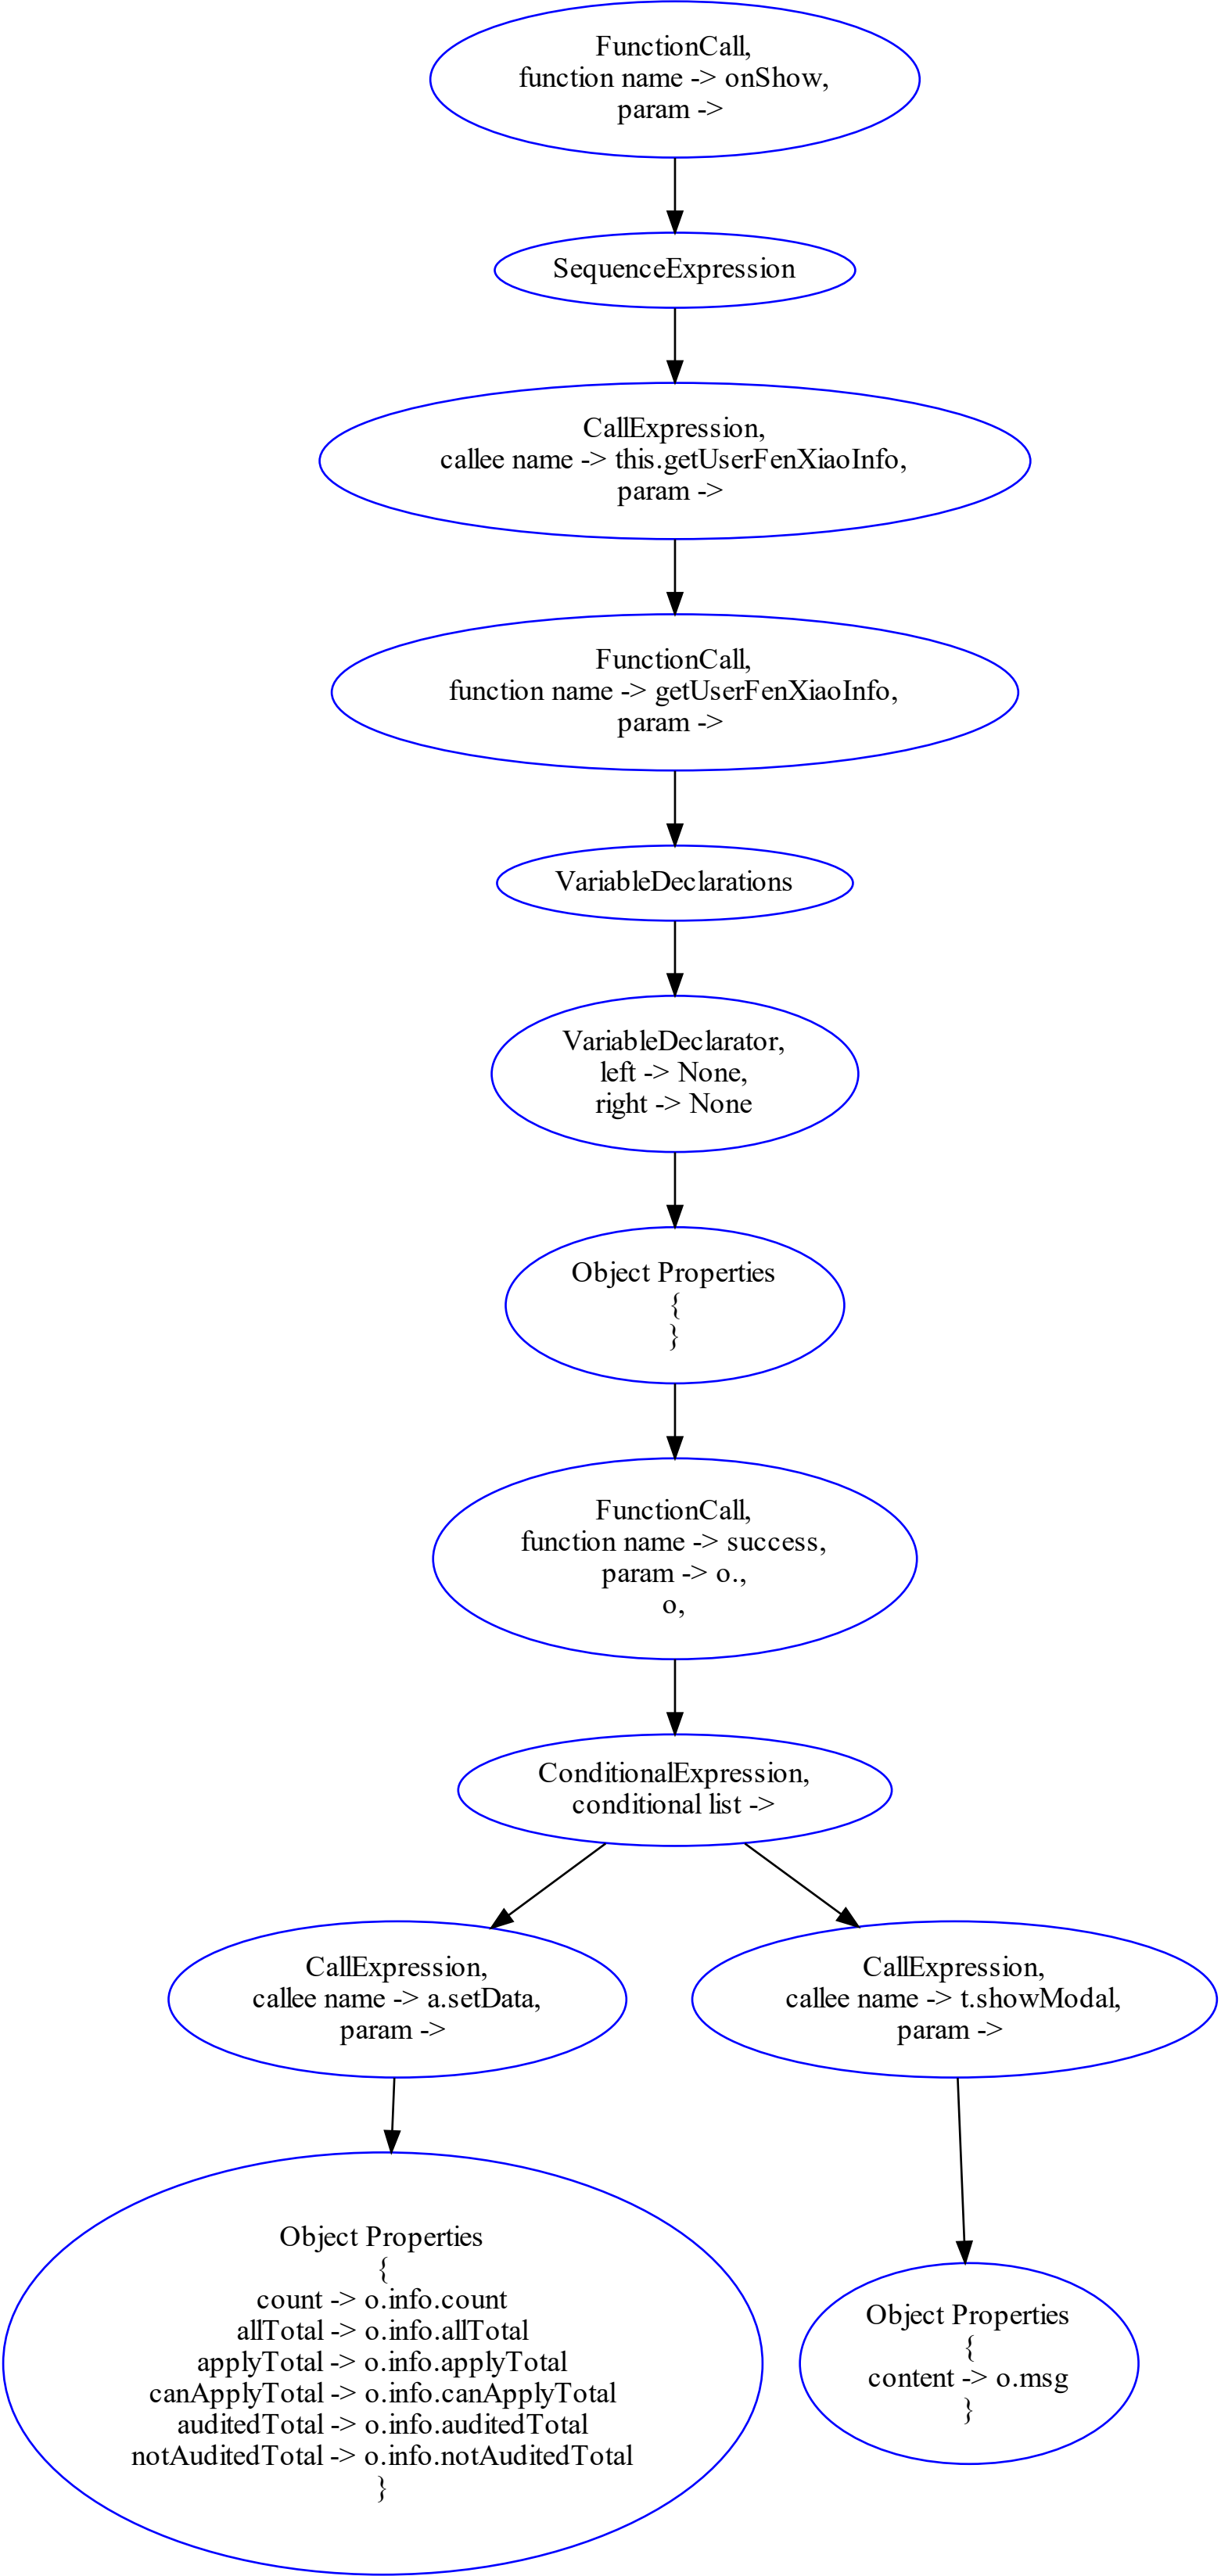 FunctionCall,
function name -> onShow,
param ->
SequenceExpression
CallExpression,
callee name -> this.getUserFenXiaoInfo,
param ->
FunctionCall,
function name -> getUserFenXiaoInfo,
param ->
VariableDeclarations
VariableDeclarator,
left -> None,
right -> None
Object Properties
{
}
FunctionCall,
function name -> success,
param -> o.,
o,
ConditionalExpression,
conditional list ->
CallExpression,
callee name -> a.setData,
param ->
CallExpression,
callee name -> t.showModal,
param ->
Object Properties
{
count -> o.info.count
allTotal -> o.info.allTotal
applyTotal -> o.info.applyTotal
canApplyTotal -> o.info.canApplyTotal
auditedTotal -> o.info.auditedTotal
notAuditedTotal -> o.info.notAuditedTotal
}
Object Properties
{
content -> o.msg
}